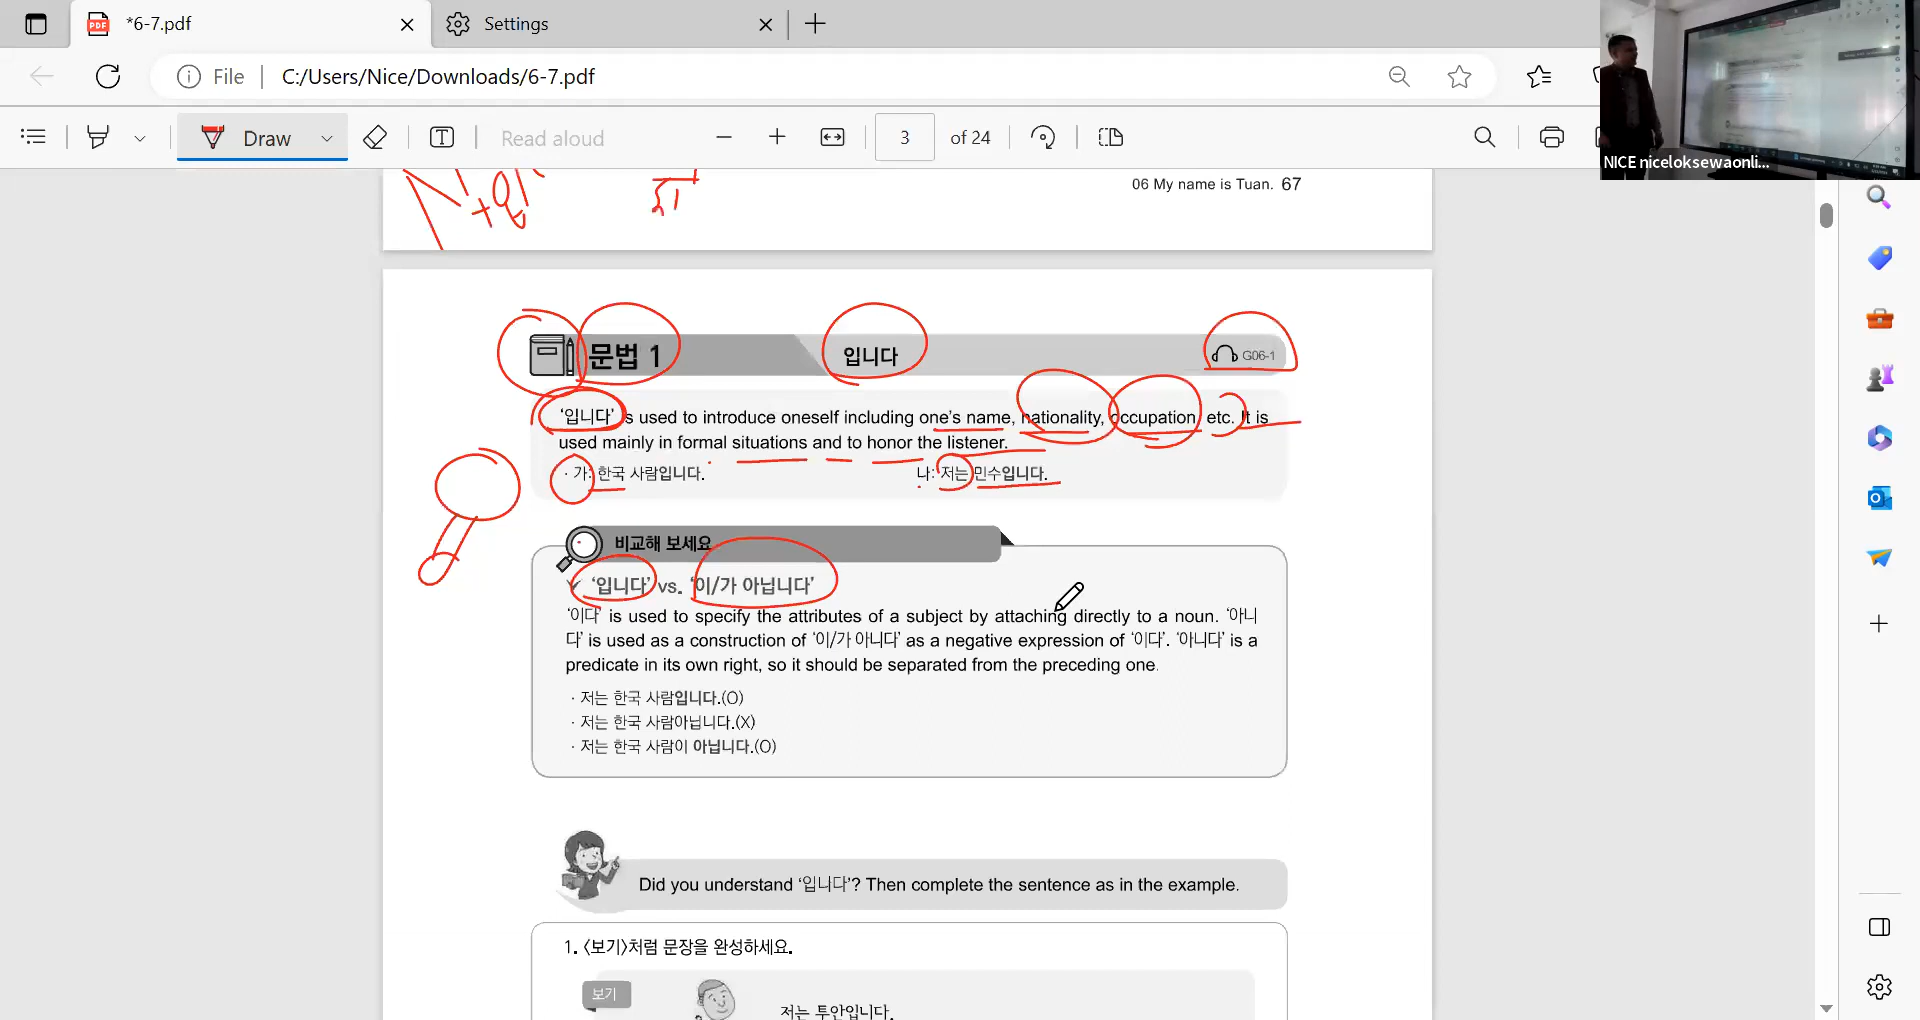 *6-7.pdf
Settings
File
C:/Users/Nice/Downloads/6-7.pdf
Draw
Read aloud
3
of 24
NICE niceloksewaonli...
06 My name is Tuan. 67
문법 1
입니다
G06-1
‘입니다’ is used to introduce oneself including one's name, nationality, occupation, etc. It is
used mainly in formal situations and to honor the listener.
· 가: 한국 사람입니다.
나: 저는 민수입니다.
비교해 보세요
‘입니다’ vs. ‘이/가 아닙니다’
‘이다’ is used to specify the attributes of a subject by attaching directly to a noun. ‘아니
다’ is used as a construction of ‘이/가 아니다’ as a negative expression of ‘이다’. ‘아니다’ is a
predicate in its own right, so it should be separated from the preceding one.
· 저는 한국 사람입니다.(O)
· 저는 한국 사람아닙니다.(X)
· 저는 한국 사람이 아닙니다.(O)
Did you understand ‘입니다’? Then complete the sentence as in the example.
1. 〈보기〉처럼 문장을 완성하세요.
보기
저는 투안입니다.